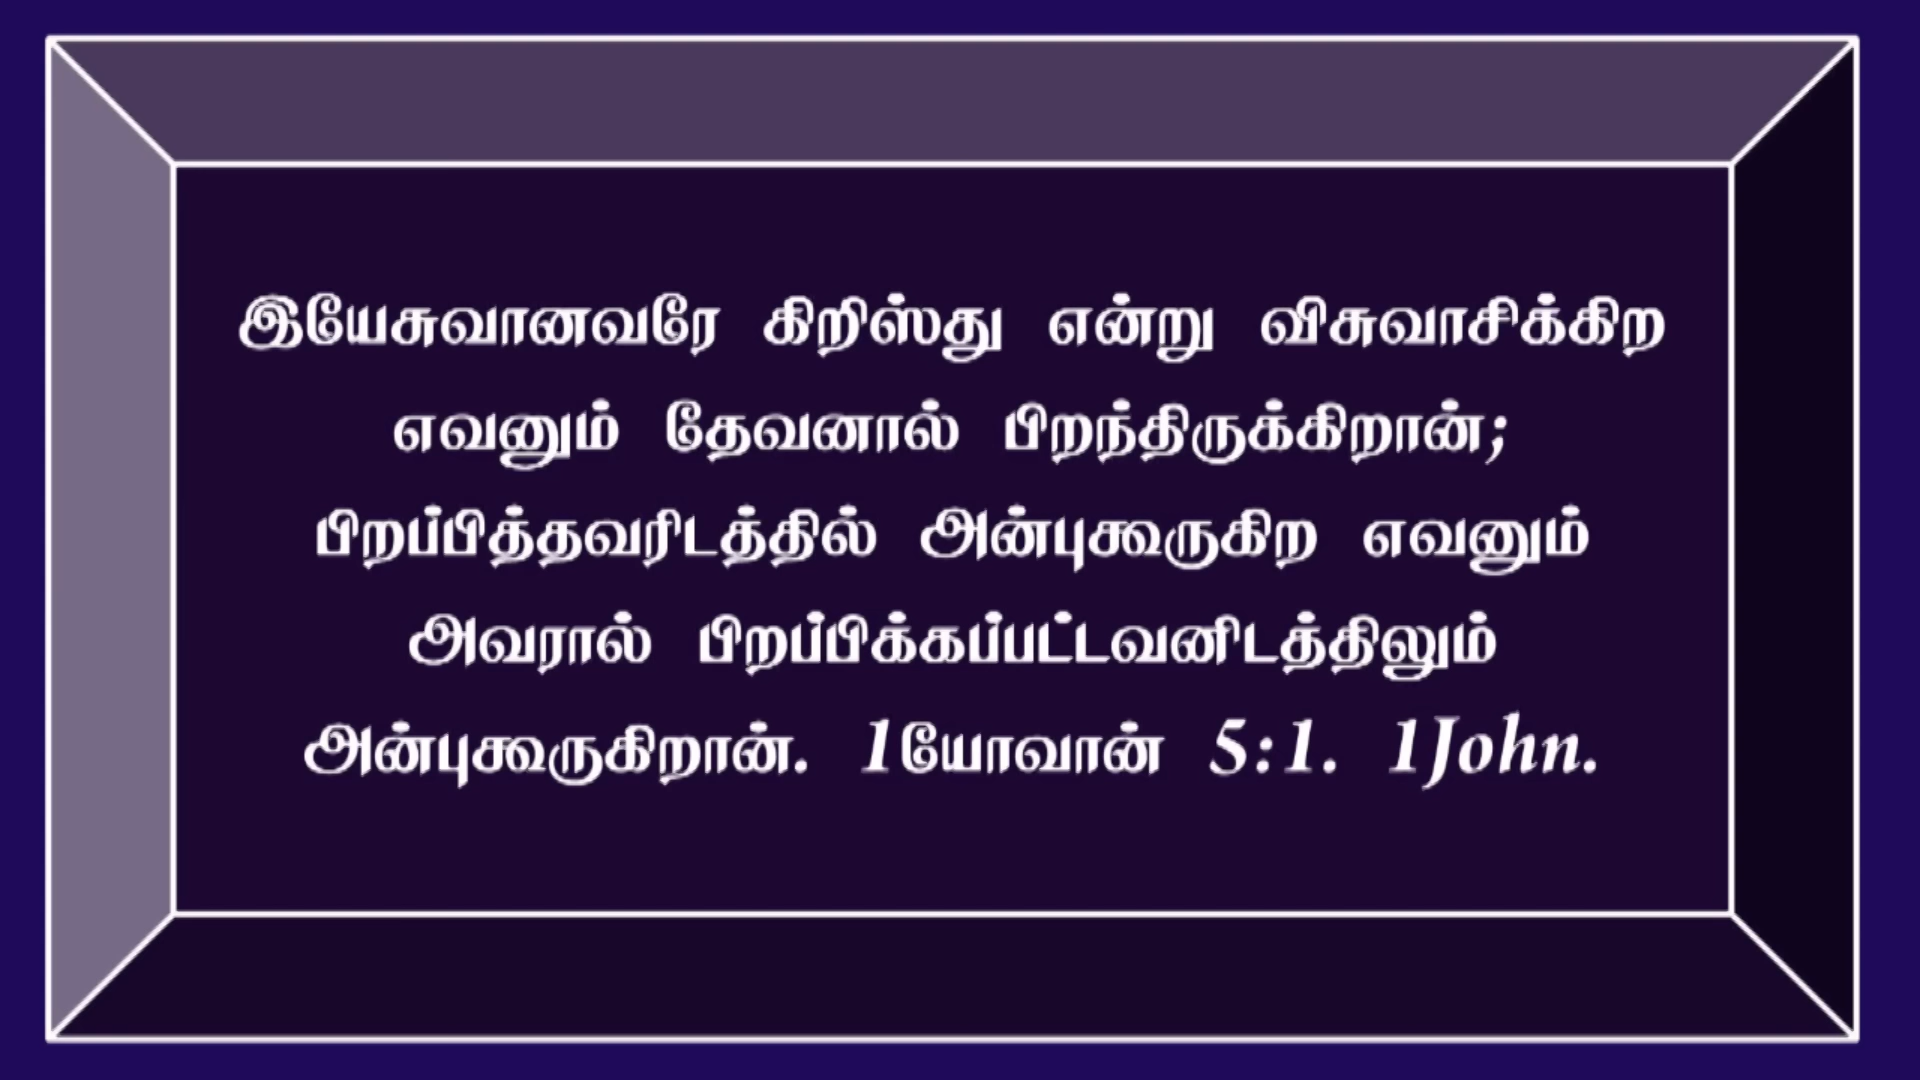 இயேசுவானவரே கிறிஸ்து என்று விசுவாசிக்கிற
எவனும் தேவனால் பிறந்திருக்கிறான்;
பிறப்பித்தவரிடத்தில் அன்புகூருகிற எவனும்
அவரால் பிறப்பிக்கப்பட்டவனிடத்திலும்
அன்புகூருகிறான். 1யோவான் 5:1. 1John.